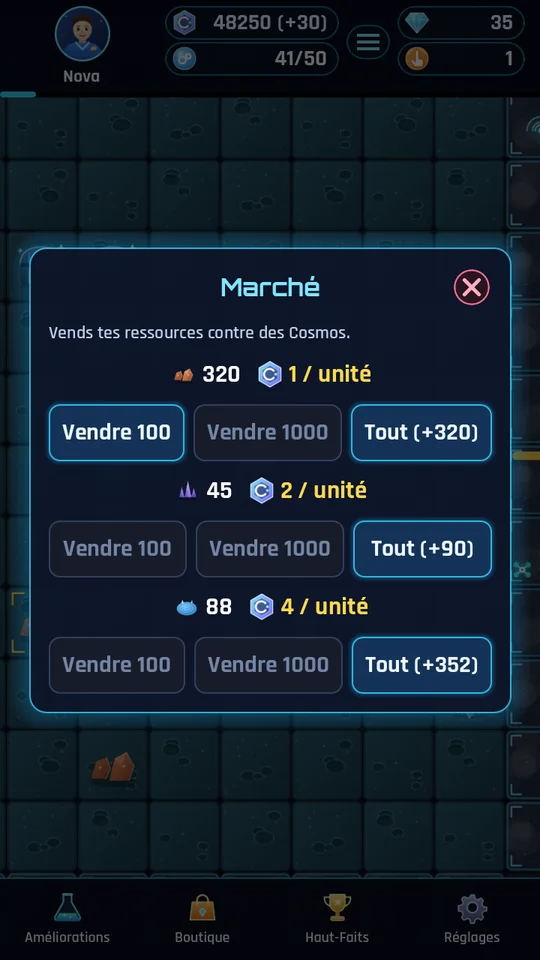 48250 (+30)
35
41/50
1
Nova
Marché
Vends tes ressources contre des Cosmos.
320 C 1 / unité
Vendre 100 Vendre 1000 Tout (+320)
45 C 2 / unité
Vendre 100 Vendre 1000 Tout (+90)
88 C 4 / unité
Vendre 100 Vendre 1000 Tout (+352)
Améliorations Boutique Haut-Faits Réglages